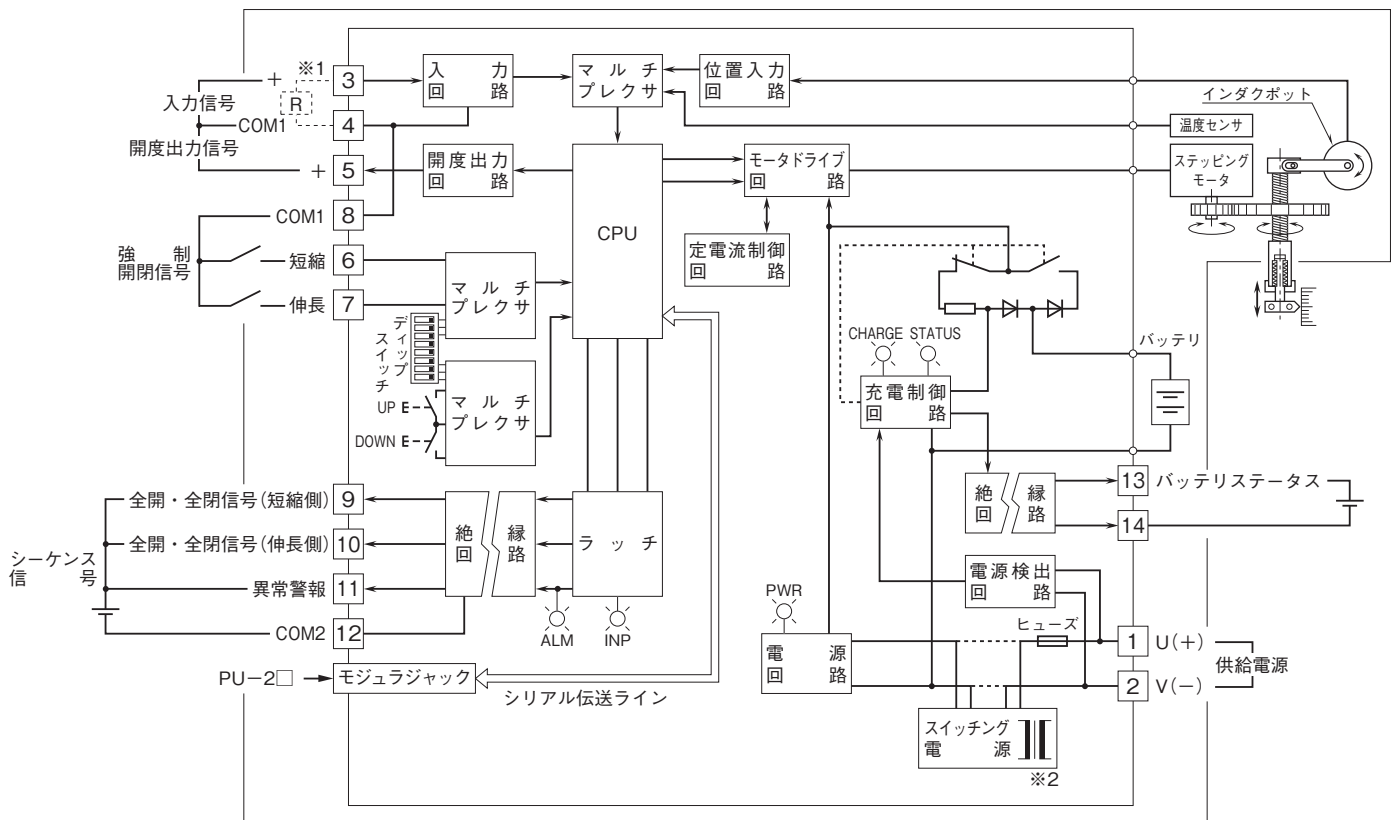 ※1
+
3
入力信号
R
COM1
4
開度出力信号
+
5
COM1
8
強制
開閉信号
短縮
6
伸長
7
入力
回路
マルチ
プレクサ
位置入力
回路
インダクポット
温度センサ
開度出力
回路
CPU
モータドライブ
回路
ステッピング
モータ
定電流制御
回路
マルチ
プレクサ
ディップ
スイッチ
UP
DOWN
マルチ
プレクサ
CHARGE STATUS
充電制御
回路
バッテリ
全開・全閉信号(短縮側)
9
全開・全閉信号(伸長側)
10
シーケンス
信号
異常警報
11
COM2
12
絶縁
回路
ラッチ
ALM
INP
絶縁
回路
13
バッテリステータス
14
電源検出
回路
PWR
ヒューズ
電源
回路
1
U(+)
供給電源
2
V(−)
PU−2□
モジュラジャック
シリアル伝送ライン
スイッチング
電源
※2